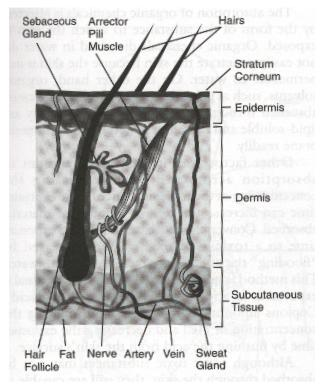 Sebaceous
Gland
Arrector
Pili
Muscle
Hairs
Stratum
Corneum
Epidermis
Dermis
Subcutaneous
Tissue
Hair
Follicle
Fat
Nerve
Artery
Vein
Sweat
Gland